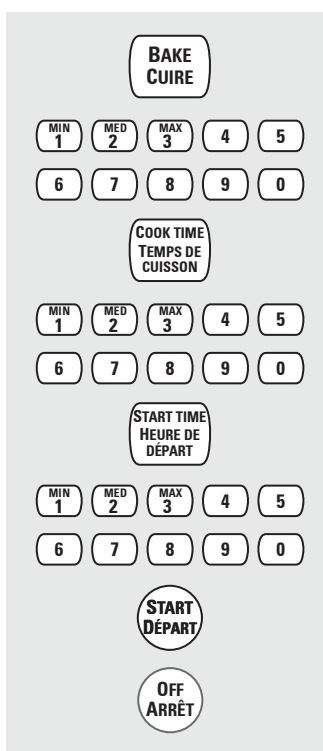 BAKE
CUIRE
MIN MED MAX
1 2 3 4 5
6 7 8 9 0
COOK TIME
TEMPS DE
CUISSON
MIN MED MAX
1 2 3 4 5
6 7 8 9 0
START TIME
HEURE DE
DÉPART
MIN MED MAX
1 2 3 4 5
6 7 8 9 0
START
DÉPART
OFF
ARRÊT